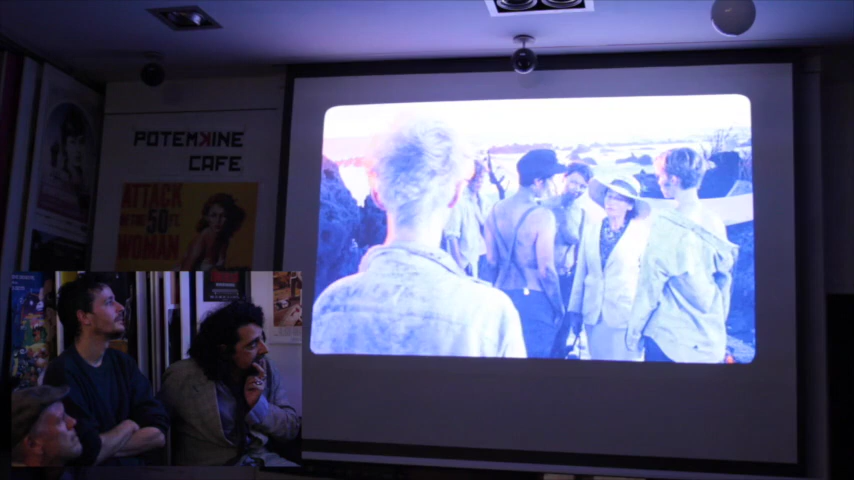 POTEMKINE
CAFE
ATTACK
OF THE 50 FT.
WOMAN